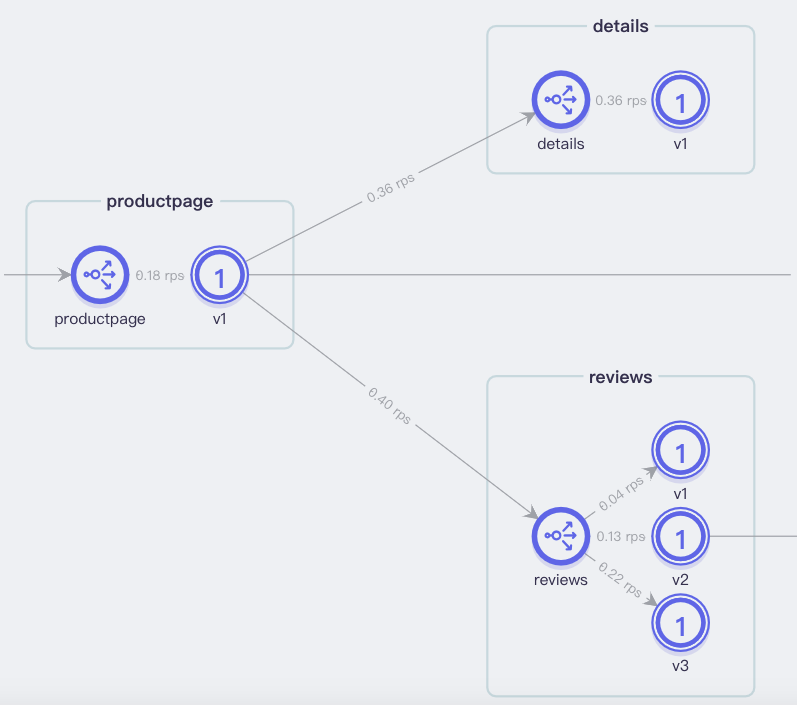 details
0.36 rps
1
details
v1
0.36 rps
productpage
0.18 rps
1
productpage
v1
0.40 rps
reviews
1
0.04 rps
v1
0.13 rps
1
reviews
v2
0.22 rps
1
v3